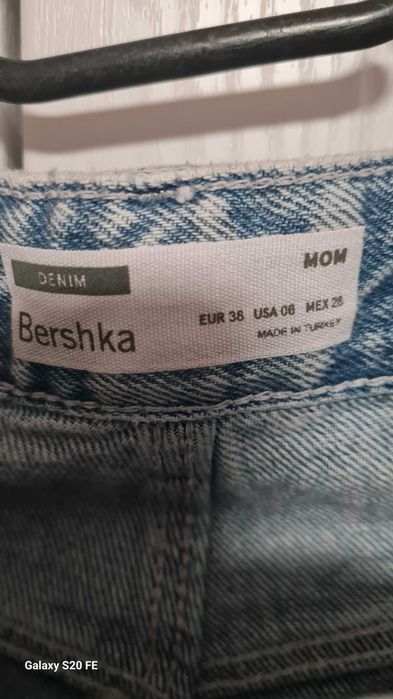 MOM
DENIM
Bershka
EUR 38 USA 06 MEX 28
MADE IN TURKEY
Galaxy S20 FE